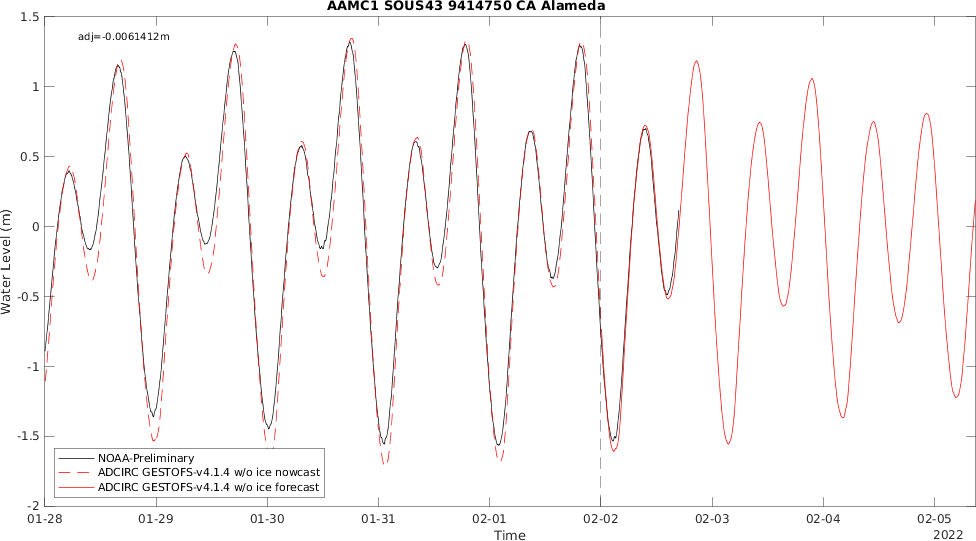 AAMC1 SOUS43 9414750 CA Alameda
adj=-0.0061412m
1.5
1
0.5
0
-0.5
-1
-1.5
-2
Water Level (m)
NOAA-Preliminary
ADCIRC GESTOFS-v4.1.4 w/o ice nowcast
ADCIRC GESTOFS-v4.1.4 w/o ice forecast
01-28 01-29 01-30 01-31 02-01 02-02 02-03 02-04 02-05
Time
2022